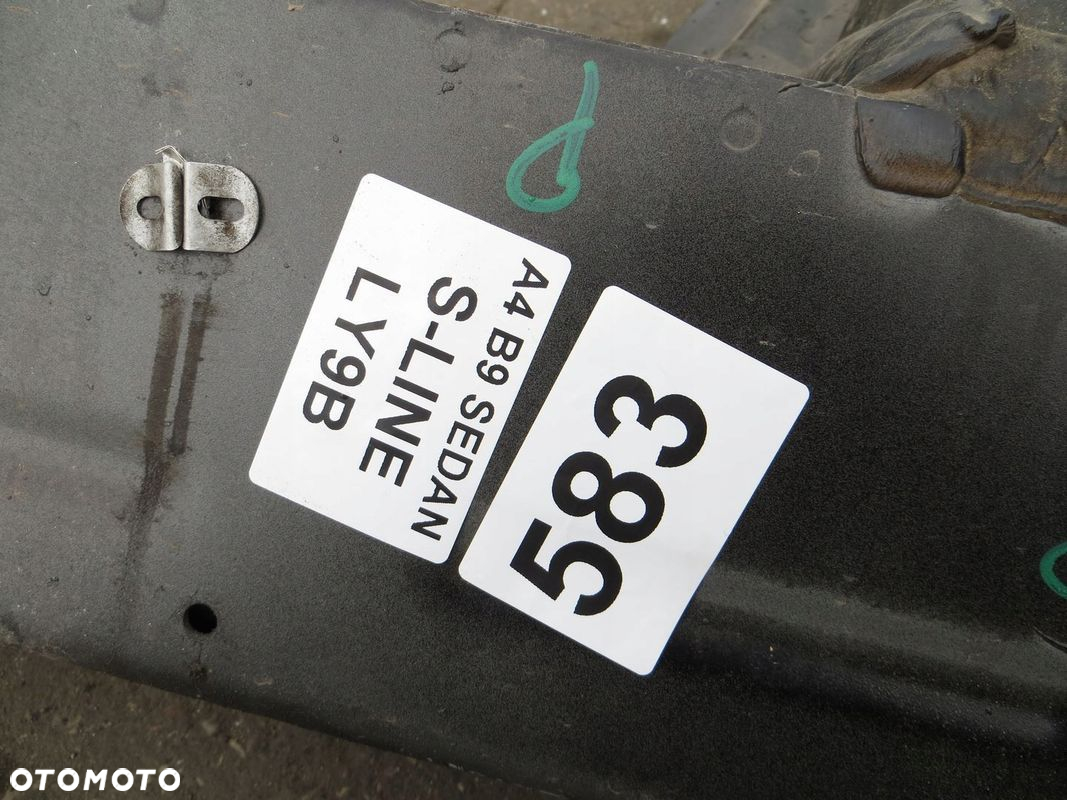 A4 B9 SEDAN
S-LINE
LY9B
583
OTOMOTO